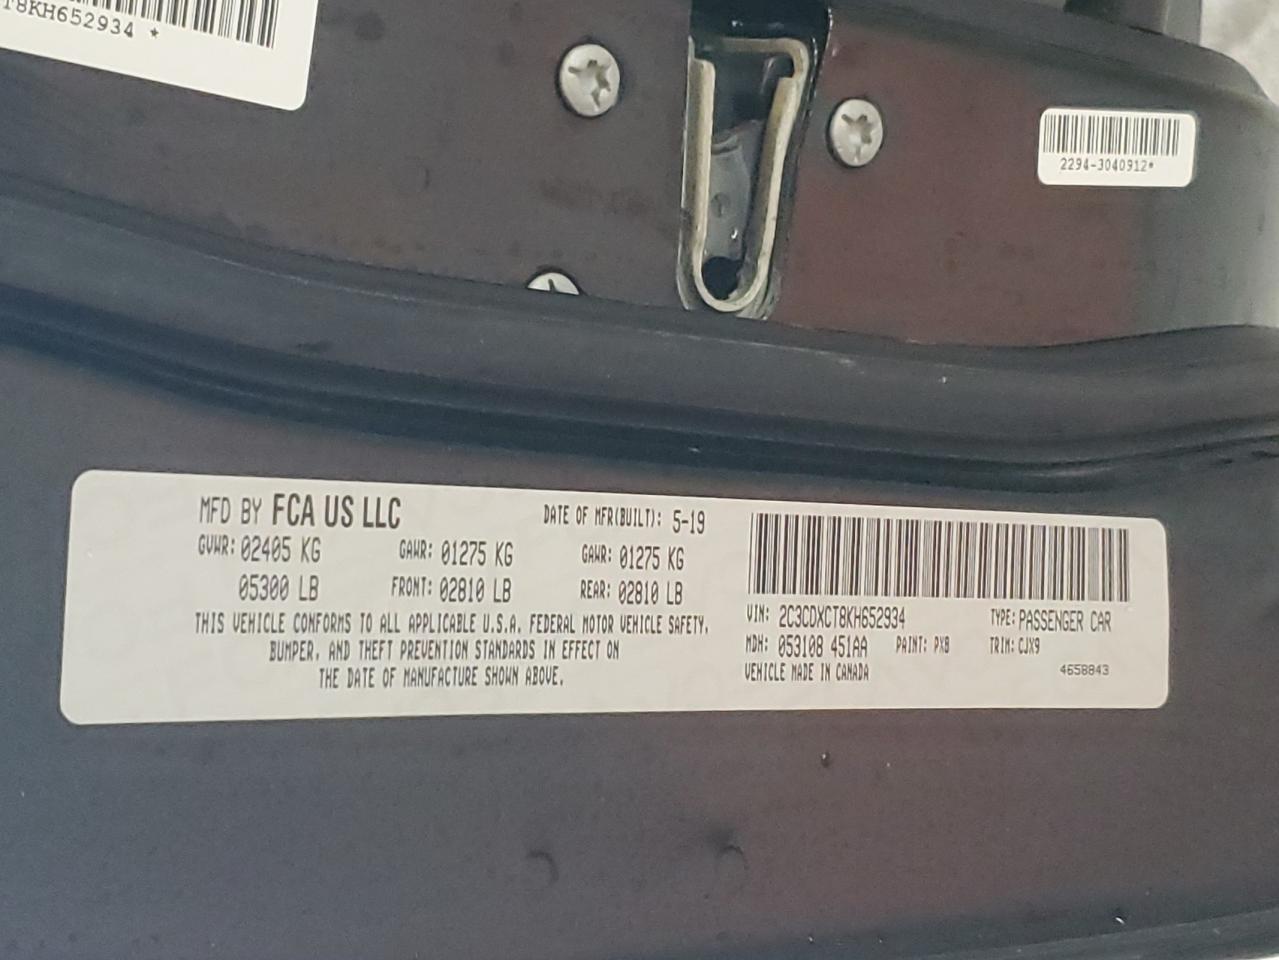 T8KH652934 *
2294-3040912*
MFD BY FCA US LLC DATE OF MFR(BUILT): 5-19
GVWR: 02405 KG GAWR: 01275 KG GAWR: 01275 KG
05300 LB FRONT: 02810 LB REAR: 02810 LB
THIS VEHICLE CONFORMS TO ALL APPLICABLE U.S.A. FEDERAL MOTOR VEHICLE SAFETY,
BUMPER, AND THEFT PREVENTION STANDARDS IN EFFECT ON
THE DATE OF MANUFACTURE SHOWN ABOVE.
VIN: 2C3CDXCT8KH652934 TYPE: PASSENGER CAR
MDH: 053108 451AA PAINT: PX8 TRIM: CJX9
VEHICLE MADE IN CANADA 4658843